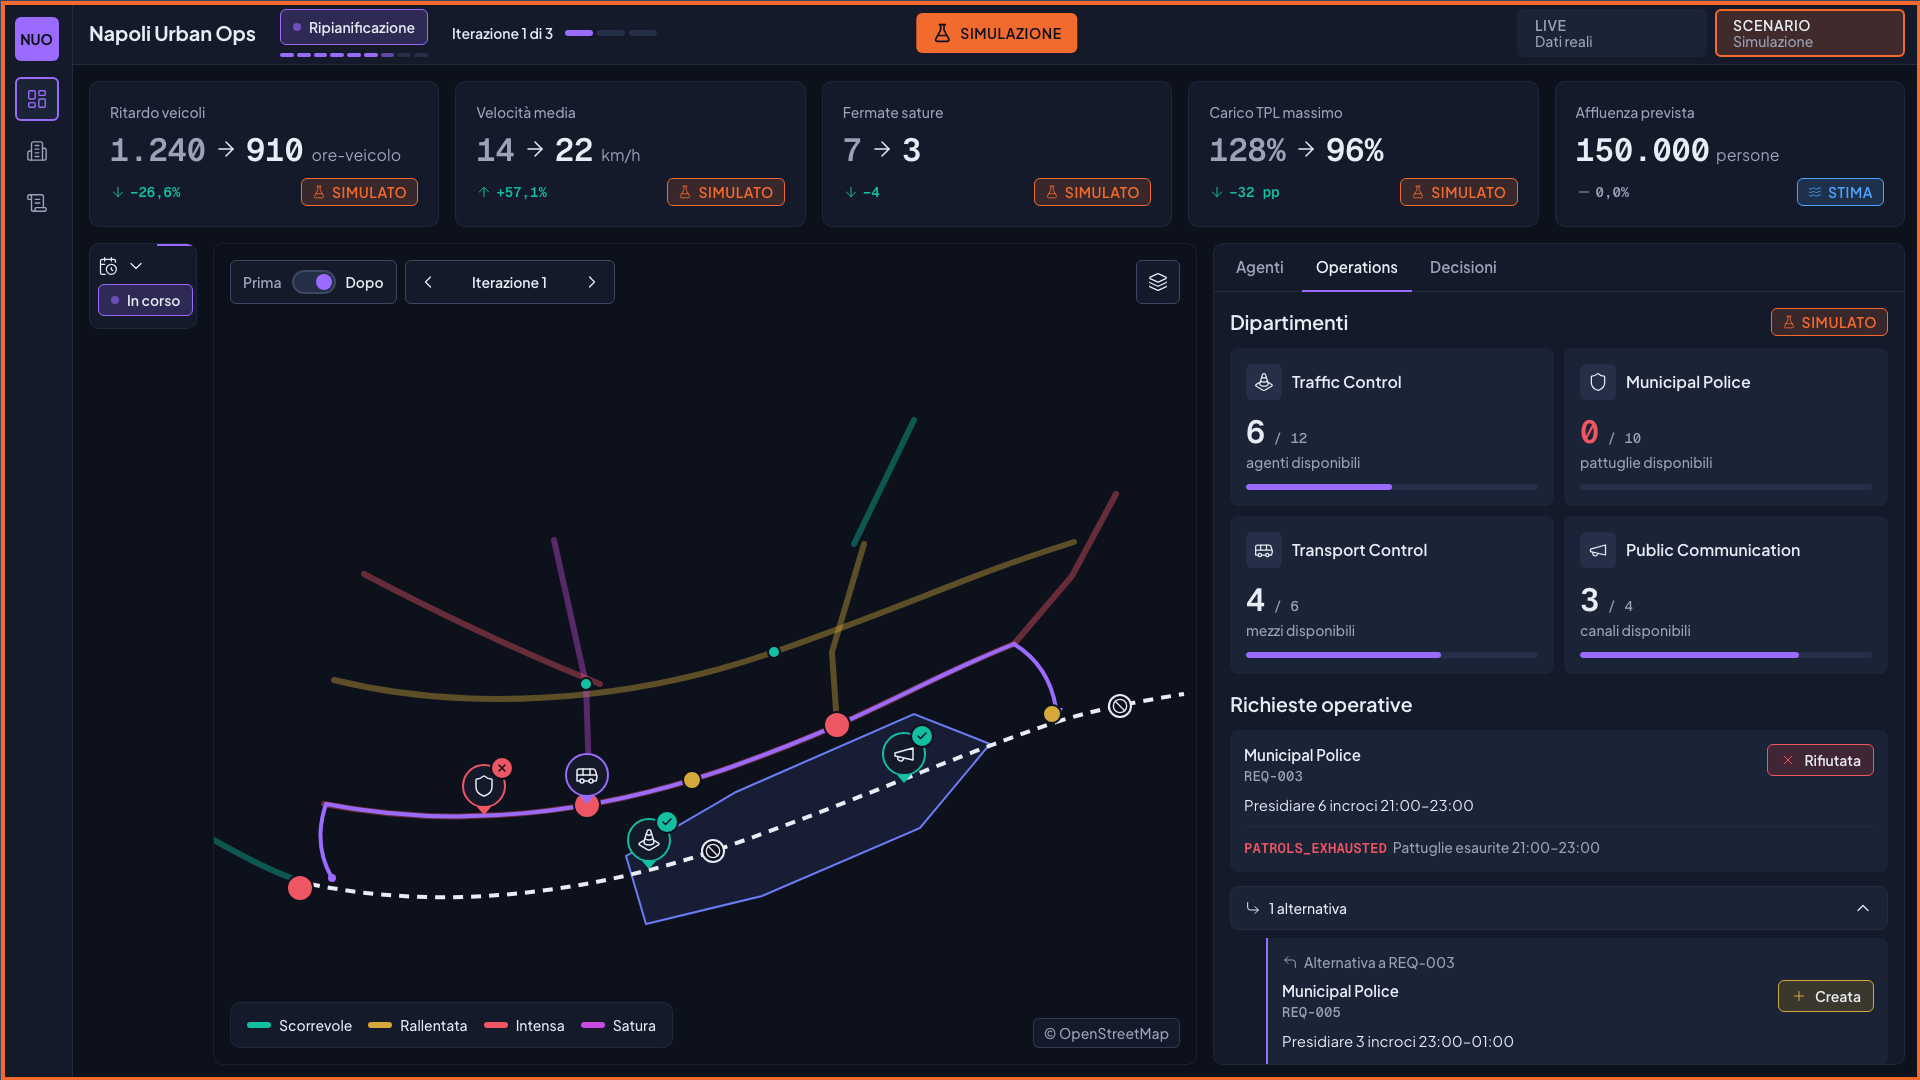 NUO
Napoli Urban Ops
Ripianificazione
Iterazione 1 di 3
SIMULAZIONE
LIVE
Dati reali
SCENARIO
Simulazione
Ritardo veicoli
1.240 → 910 ore-veicolo
↓ −26,6%
SIMULATO
Velocità media
14 → 22 km/h
↑ +57,1%
SIMULATO
Fermate sature
7 → 3
↓ −4
SIMULATO
Carico TPL massimo
128% → 96%
↓ −32 pp
SIMULATO
Affluenza prevista
150.000 persone
— 0,0%
STIMA
In corso
Prima
Dopo
Iterazione 1
Scorrevole
Rallentata
Intensa
Satura
© OpenStreetMap
Agenti
Operations
Decisioni
Dipartimenti
SIMULATO
Traffic Control
6 / 12
agenti disponibili
Municipal Police
0 / 10
pattuglie disponibili
Transport Control
4 / 6
mezzi disponibili
Public Communication
3 / 4
canali disponibili
Richieste operative
Municipal Police
REQ-003
Rifiutata
Presidiare 6 incroci 21:00–23:00
PATROLS_EXHAUSTED Pattuglie esaurite 21:00–23:00
1 alternativa
Alternativa a REQ-003
Municipal Police
REQ-005
Creata
Presidiare 3 incroci 23:00–01:00